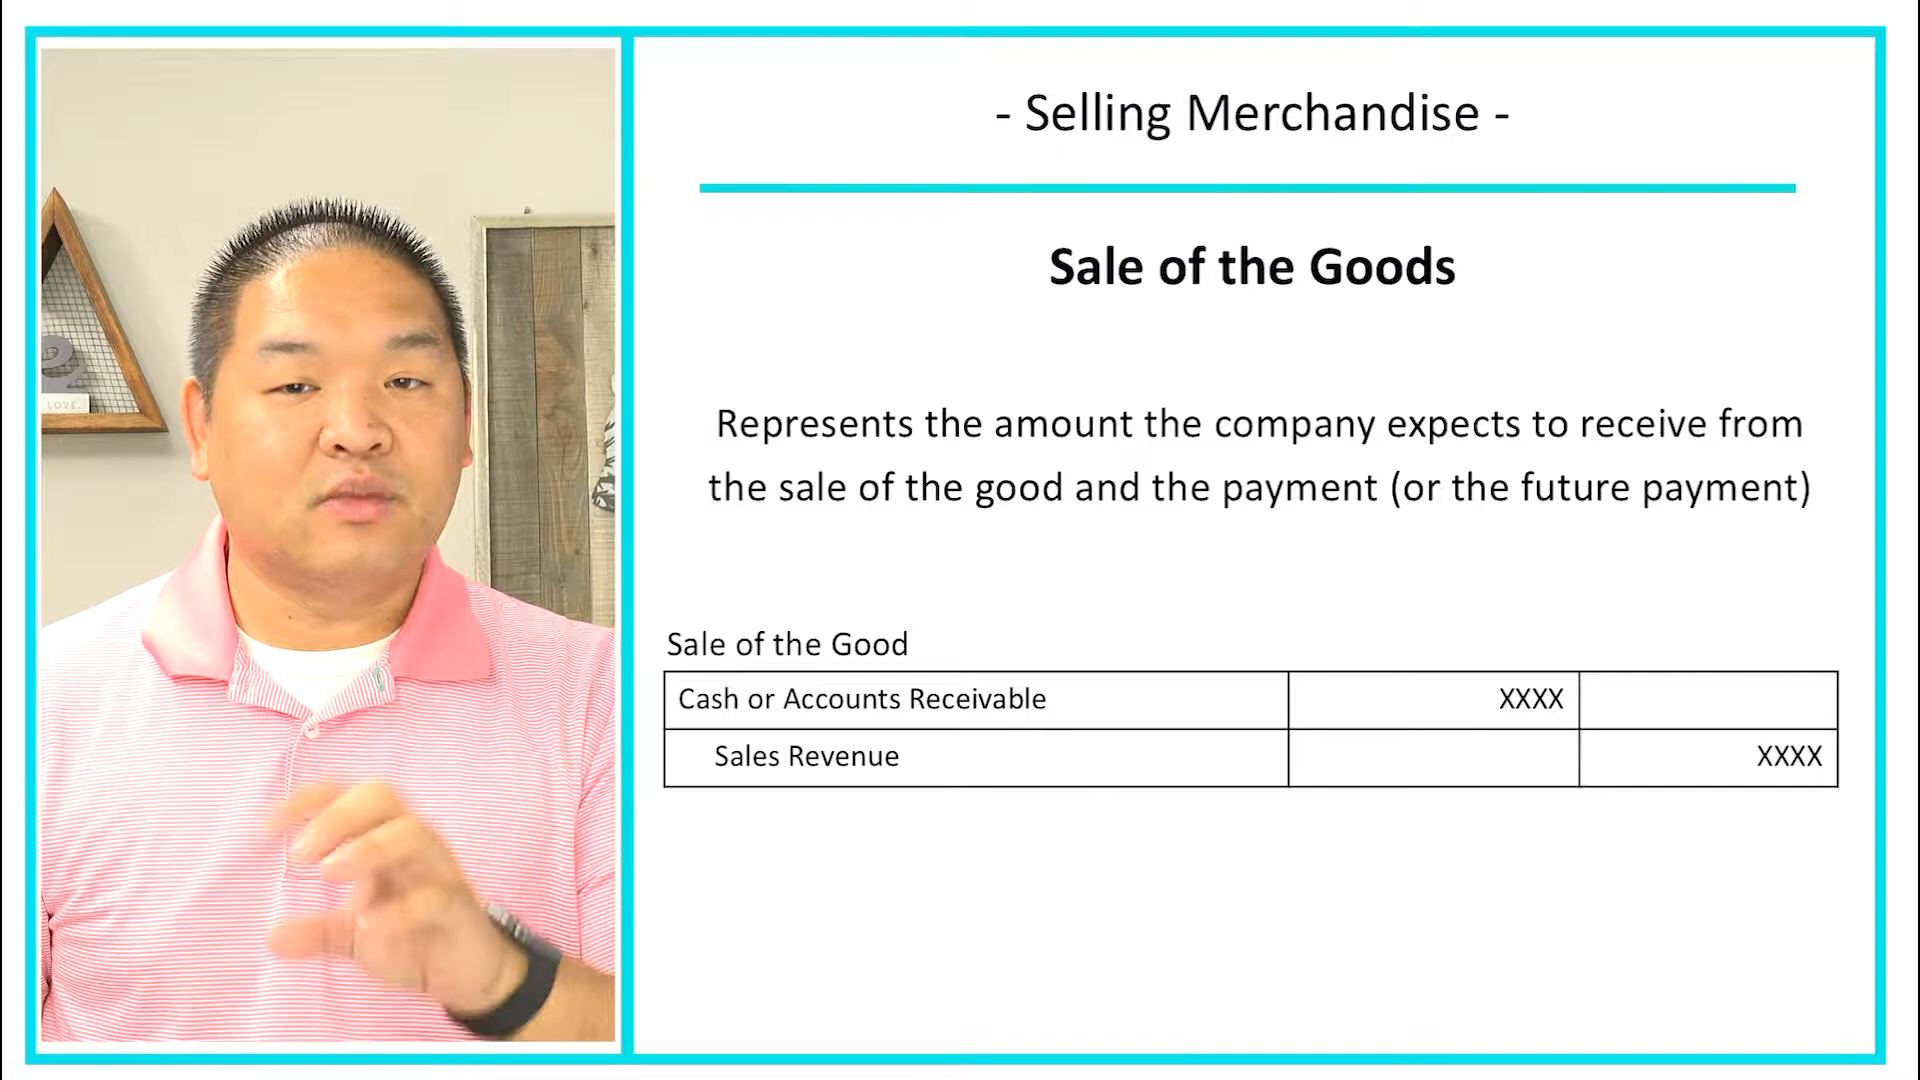 - Selling Merchandise -
Sale of the Goods
Represents the amount the company expects to receive from
the sale of the good and the payment (or the future payment)
Sale of the Good
Cash or Accounts Receivable XXXX
Sales Revenue XXXX
LOVE.